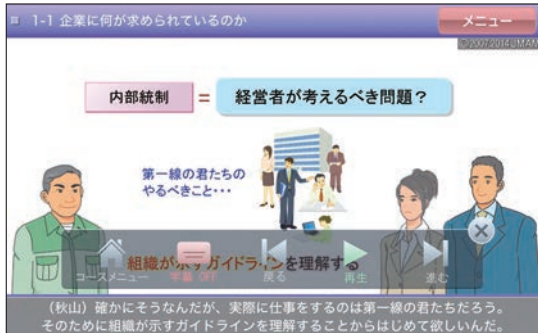 1-1 企業に何が求められているのか
メニュー
©2007-2014 JMAM
内部統制 = 経営者が考えるべき問題?
第一線の君たちの
やるべきこと・・・
組織が示すガイドラインを理解する
コースメニュー 字幕 OFF 戻る 再生 進む
(秋山)確かにそうなんだが、実際に仕事をするのは第一線の君たちだろう。
そのために組織が示すガイドラインを理解することからはじめて欲しいんだ。